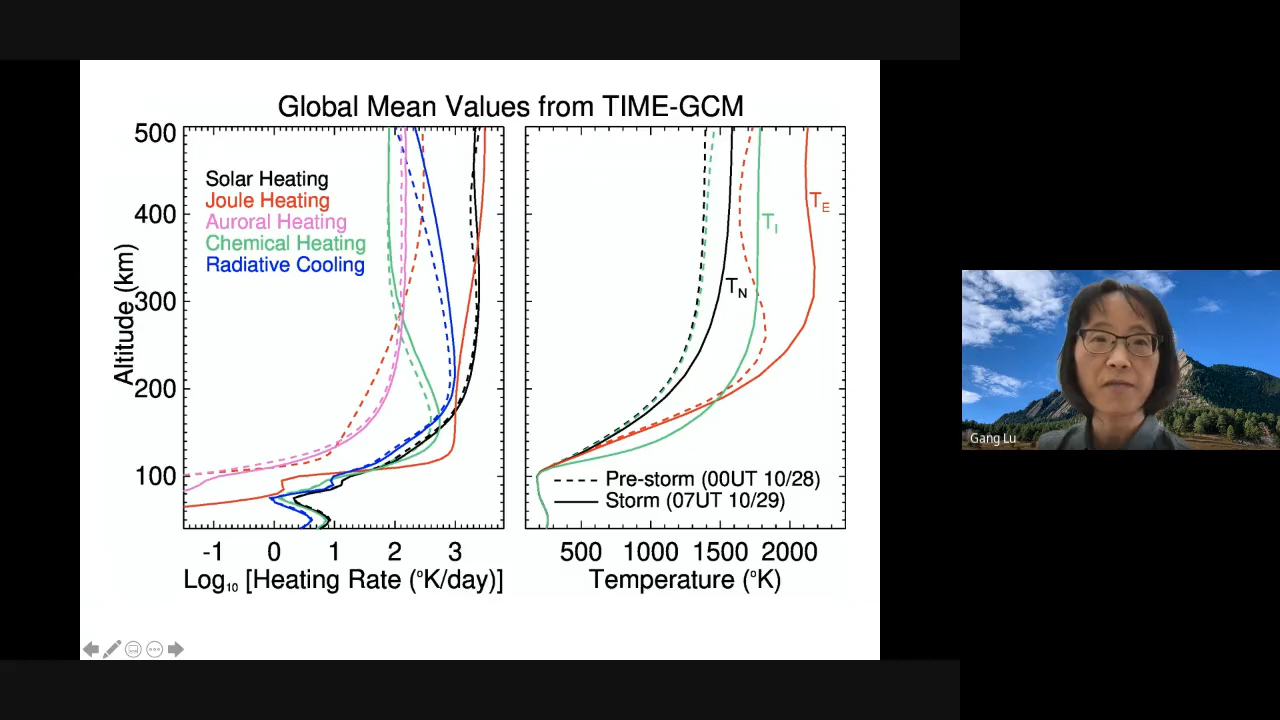 Global Mean Values from TIME-GCM
500
400
300
200
100
Altitude (km)
Solar Heating
Joule Heating
Auroral Heating
Chemical Heating
Radiative Cooling
-1 0 1 2 3
Log₁₀ [Heating Rate (°K/day)]
T_E
T_I
T_N
Pre-storm (00UT 10/28)
Storm (07UT 10/29)
500 1000 1500 2000
Temperature (°K)
Gang Lu